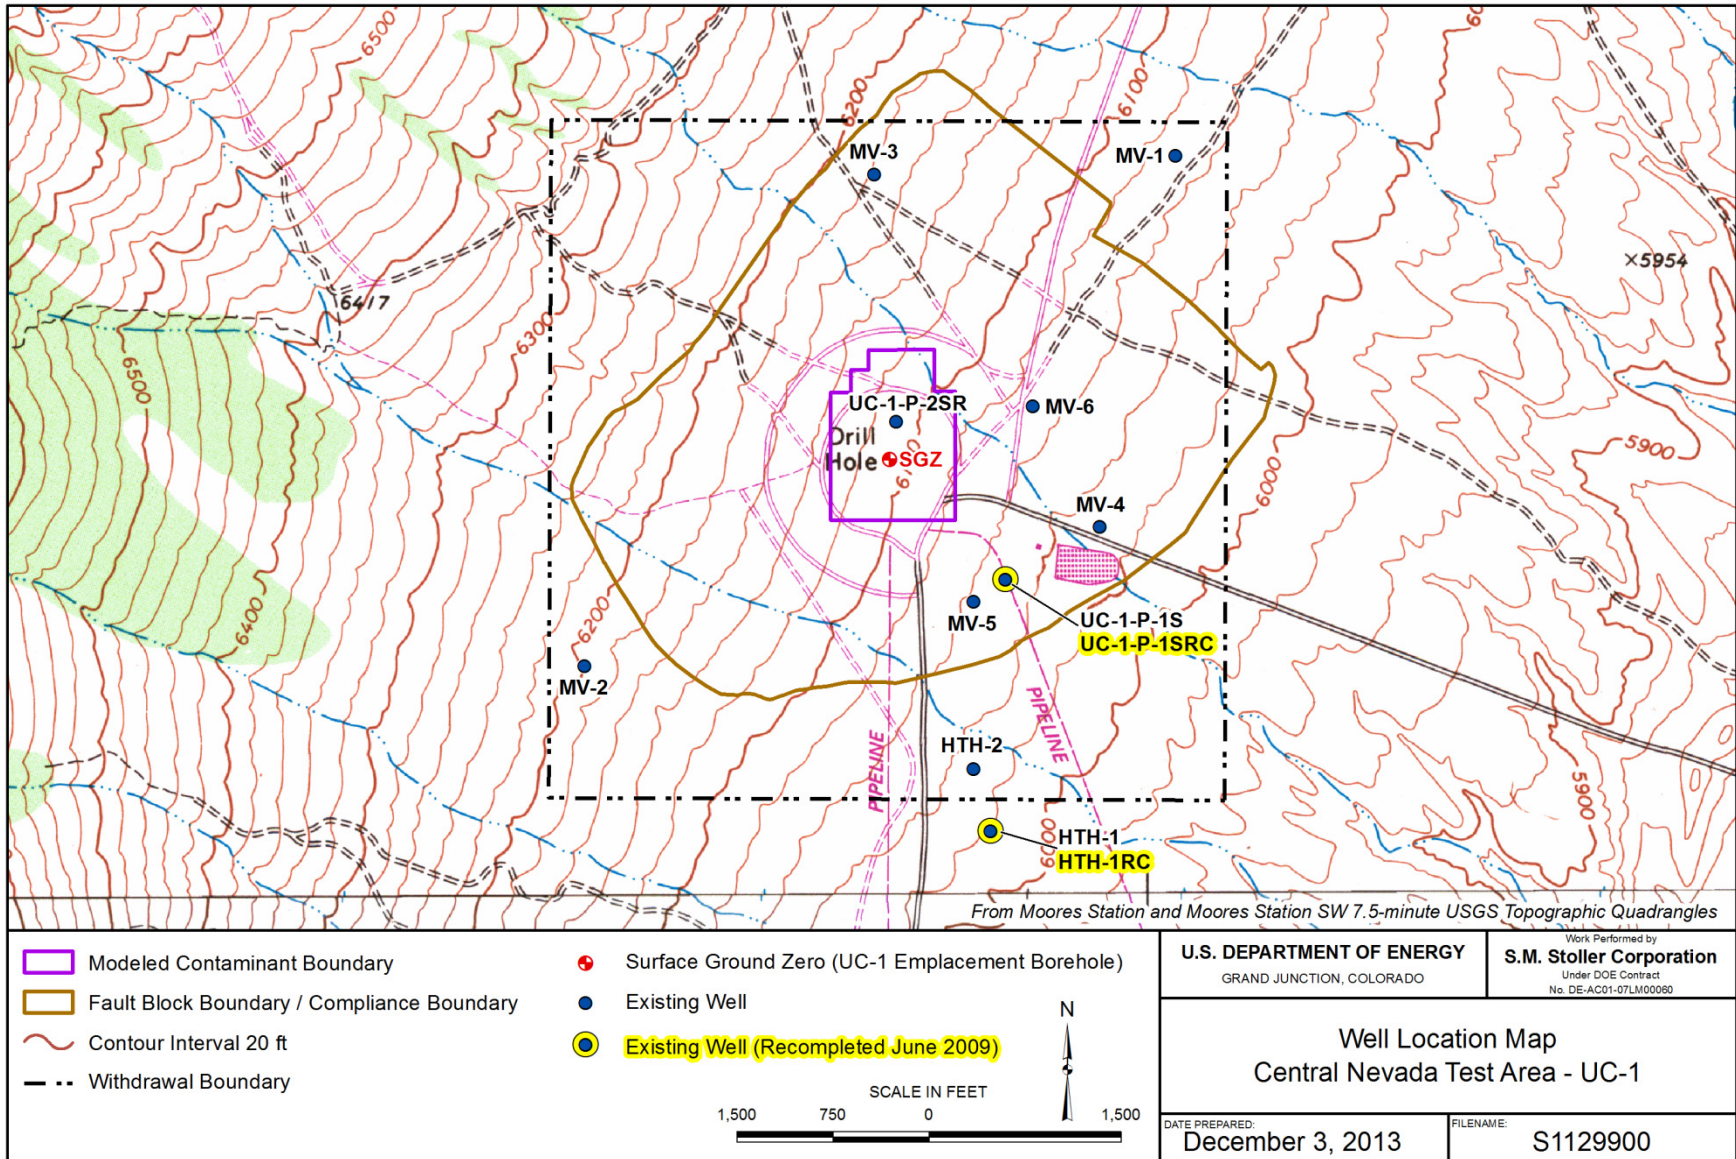 6500
6200
6100
60
MV-3
MV-1
×5954
6417
6300
6500
UC-1-P-2SR
MV-6
Drill
Hole
SGZ
6100
5900
6000
MV-4
6400
6200
MV-5
UC-1-P-1S
UC-1-P-1SRC
MV-2
PIPELINE
PIPELINE
HTH-2
5900
HTH-1
HTH-1RC
6000
From Moores Station and Moores Station SW 7.5-minute USGS Topographic Quadrangles
Modeled Contaminant Boundary
Fault Block Boundary / Compliance Boundary
Contour Interval 20 ft
Withdrawal Boundary
Surface Ground Zero (UC-1 Emplacement Borehole)
Existing Well
Existing Well (Recompleted June 2009)
N
SCALE IN FEET
1,500 750 0 1,500
U.S. DEPARTMENT OF ENERGY
GRAND JUNCTION, COLORADO
Work Performed by
S.M. Stoller Corporation
Under DOE Contract
No. DE-AC01-07LM00060
Well Location Map
Central Nevada Test Area - UC-1
DATE PREPARED:
December 3, 2013
FILENAME:
S1129900